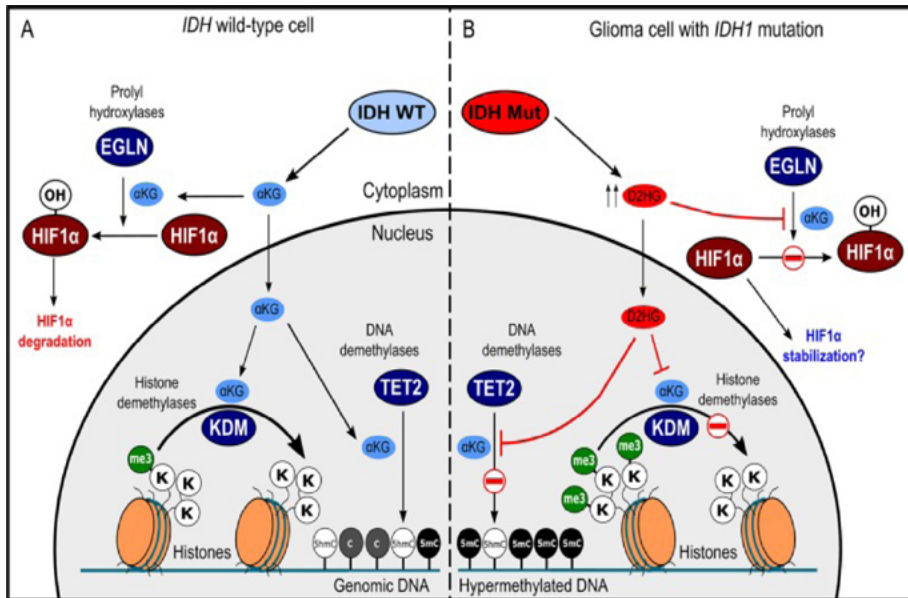 A
IDH wild-type cell
Prolyl
hydroxylases
EGLN
IDH WT
αKG
αKG
OH
HIF1α
HIF1α
HIF1α
degradation
Cytoplasm
Nucleus
αKG
DNA
demethylases
αKG
Histone
demethylases
KDM
TET2
αKG
me3
K
K
K
K
K
K
Histones
5hmC
C
C
5hmC
5mC
Genomic DNA
B
Glioma cell with IDH1 mutation
IDH Mut
Prolyl
hydroxylases
EGLN
D2HG
αKG
OH
HIF1α
HIF1α
HIF1α
stabilization?
D2HG
DNA
demethylases
TET2
αKG
αKG
Histone
demethylases
KDM
me3
me3
me3
K
K
K
K
K
K
Histones
5mC
5hmC
5mC
5mC
5mC
Hypermethylated DNA